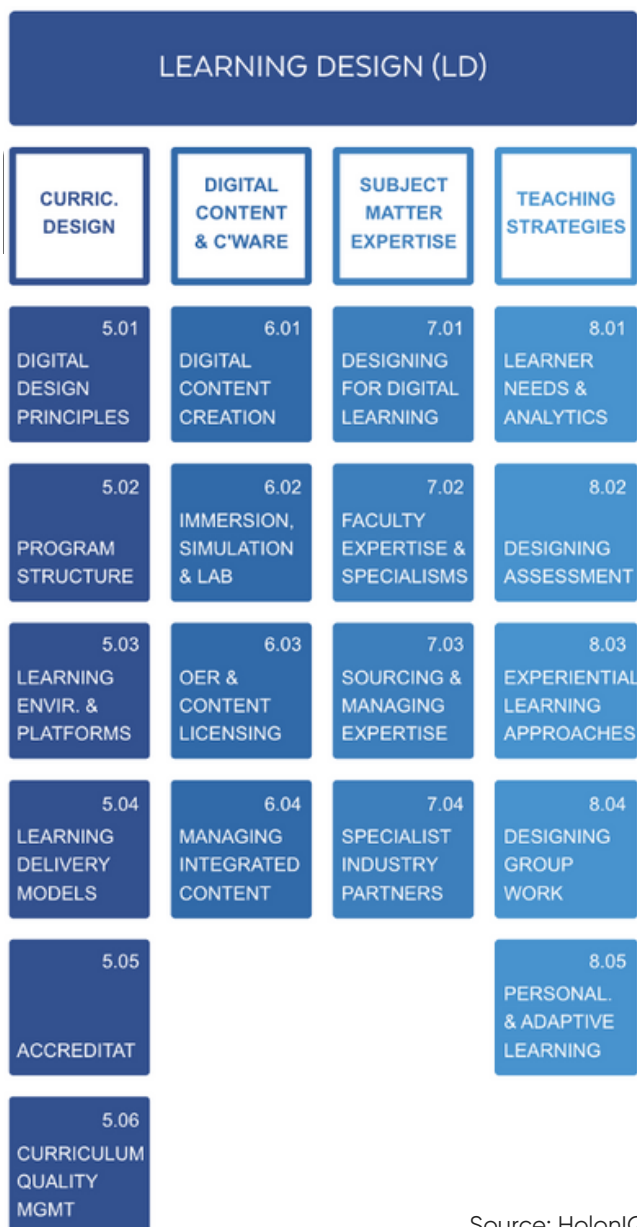 LEARNING DESIGN (LD)
CURRIC.
DESIGN
DIGITAL
CONTENT
& C'WARE
SUBJECT
MATTER
EXPERTISE
TEACHING
STRATEGIES
5.01
DIGITAL
DESIGN
PRINCIPLES
6.01
DIGITAL
CONTENT
CREATION
7.01
DESIGNING
FOR DIGITAL
LEARNING
8.01
LEARNER
NEEDS &
ANALYTICS
5.02
PROGRAM
STRUCTURE
6.02
IMMERSION,
SIMULATION
& LAB
7.02
FACULTY
EXPERTISE &
SPECIALISMS
8.02
DESIGNING
ASSESSMENT
5.03
LEARNING
ENVIR. &
PLATFORMS
6.03
OER &
CONTENT
LICENSING
7.03
SOURCING &
MANAGING
EXPERTISE
8.03
EXPERIENTIAL
LEARNING
APPROACHES
5.04
LEARNING
DELIVERY
MODELS
6.04
MANAGING
INTEGRATED
CONTENT
7.04
SPECIALIST
INDUSTRY
PARTNERS
8.04
DESIGNING
GROUP
WORK
5.05
ACCREDITAT
8.05
PERSONAL.
& ADAPTIVE
LEARNING
5.06
CURRICULUM
QUALITY
MGMT
Source: